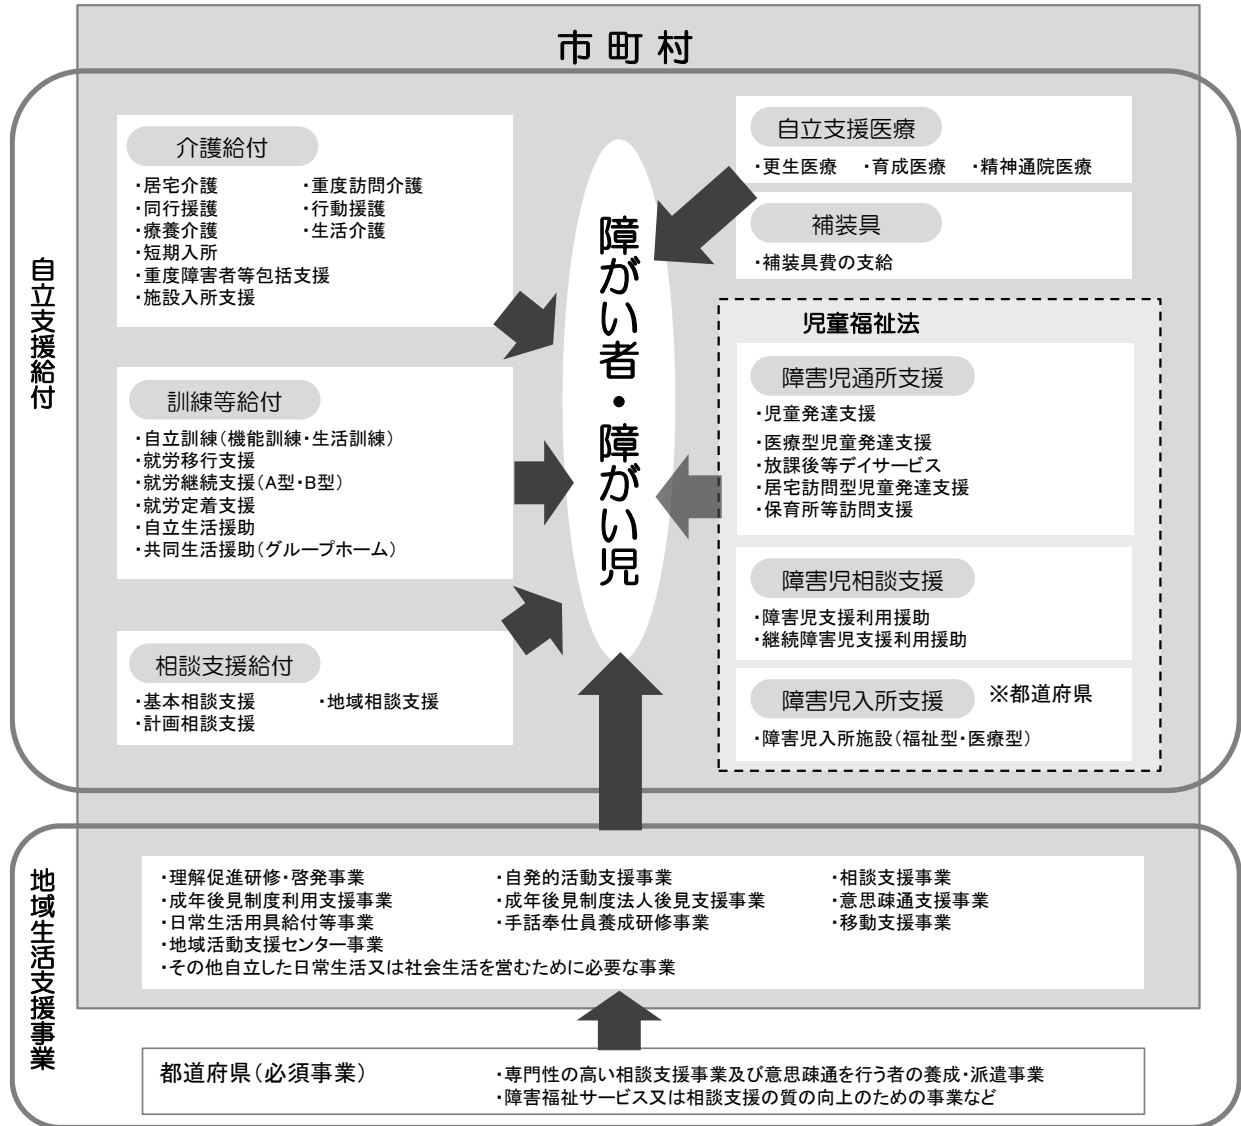 市町村
自立支援給付
介護給付
・居宅介護　・重度訪問介護
・同行援護　・行動援護
・療養介護　・生活介護
・短期入所
・重度障害者等包括支援
・施設入所支援
訓練等給付
・自立訓練（機能訓練・生活訓練）
・就労移行支援
・就労継続支援（A型・B型）
・就労定着支援
・自立生活援助
・共同生活援助（グループホーム）
相談支援給付
・基本相談支援　・地域相談支援
・計画相談支援
障がい者・障がい児
自立支援医療
・更生医療　・育成医療　・精神通院医療
補装具
・補装具費の支給
児童福祉法
障害児通所支援
・児童発達支援
・医療型児童発達支援
・放課後等デイサービス
・居宅訪問型児童発達支援
・保育所等訪問支援
障害児相談支援
・障害児支援利用援助
・継続障害児支援利用援助
障害児入所支援　※都道府県
・障害児入所施設（福祉型・医療型）
地域生活支援事業
・理解促進研修・啓発事業　・自発的活動支援事業　・相談支援事業
・成年後見制度利用支援事業　・成年後見制度法人後見支援事業　・意思疎通支援事業
・日常生活用具給付等事業　・手話奉仕員養成研修事業　・移動支援事業
・地域活動支援センター事業
・その他自立した日常生活又は社会生活を営むために必要な事業
都道府県（必須事業）　・専門性の高い相談支援事業及び意思疎通を行う者の養成・派遣事業
・障害福祉サービス又は相談支援の質の向上のための事業など